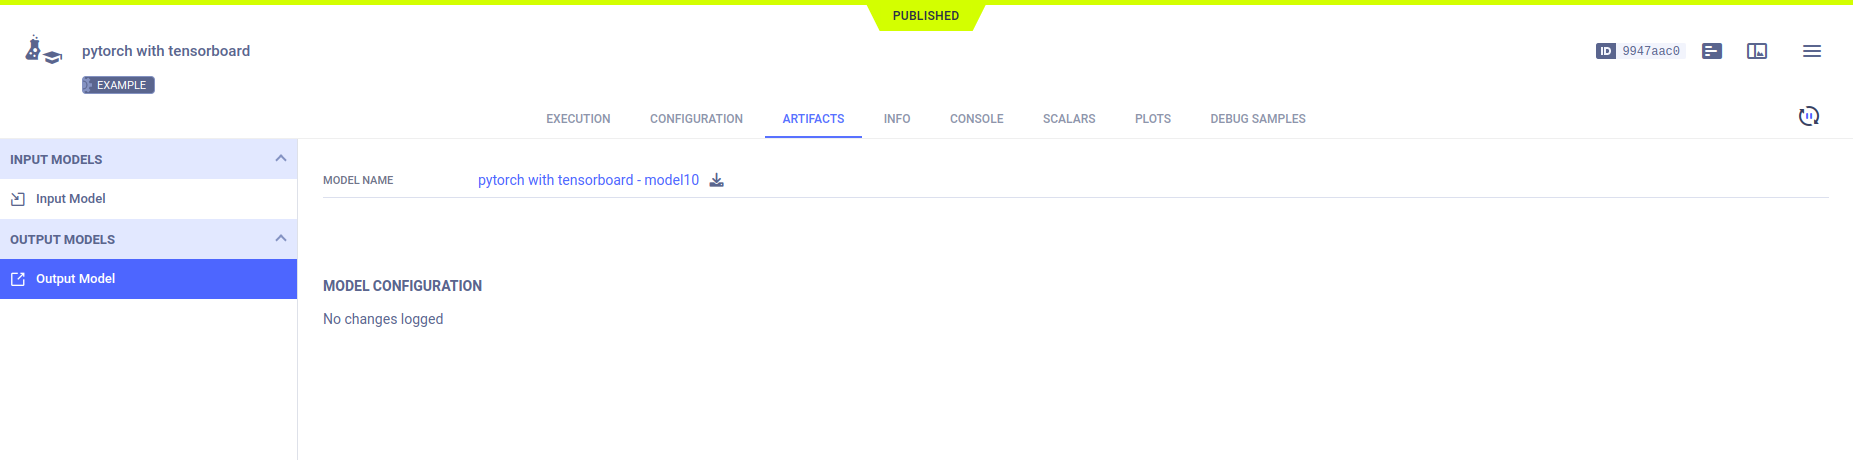 PUBLISHED
pytorch with tensorboard
ID 9947aac0
EXAMPLE
EXECUTION CONFIGURATION ARTIFACTS INFO CONSOLE SCALARS PLOTS DEBUG SAMPLES
INPUT MODELS
Input Model
OUTPUT MODELS
Output Model
MODEL NAME pytorch with tensorboard - model10
MODEL CONFIGURATION
No changes logged